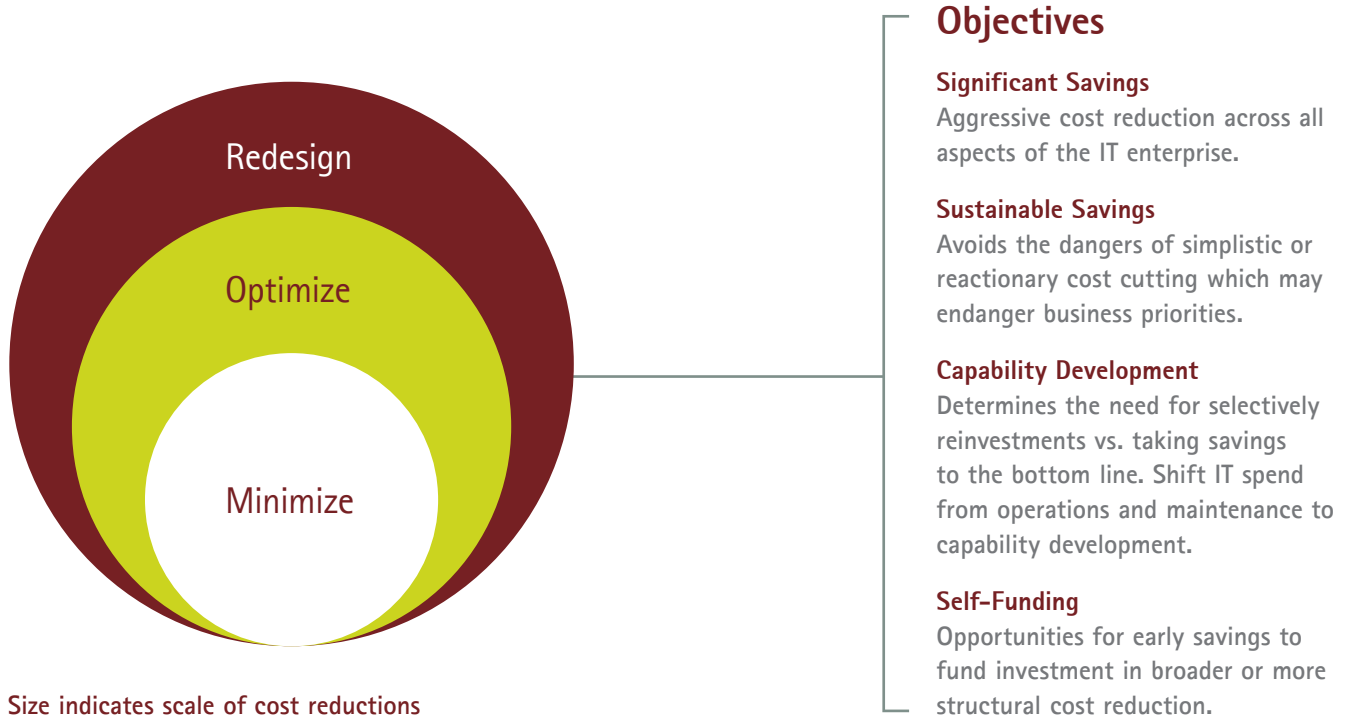 Redesign
Optimize
Minimize
Size indicates scale of cost reductions
Objectives
Significant Savings
Aggressive cost reduction across all
aspects of the IT enterprise.
Sustainable Savings
Avoids the dangers of simplistic or
reactionary cost cutting which may
endanger business priorities.
Capability Development
Determines the need for selectively
reinvestments vs. taking savings
to the bottom line. Shift IT spend
from operations and maintenance to
capability development.
Self-Funding
Opportunities for early savings to
fund investment in broader or more
structural cost reduction.